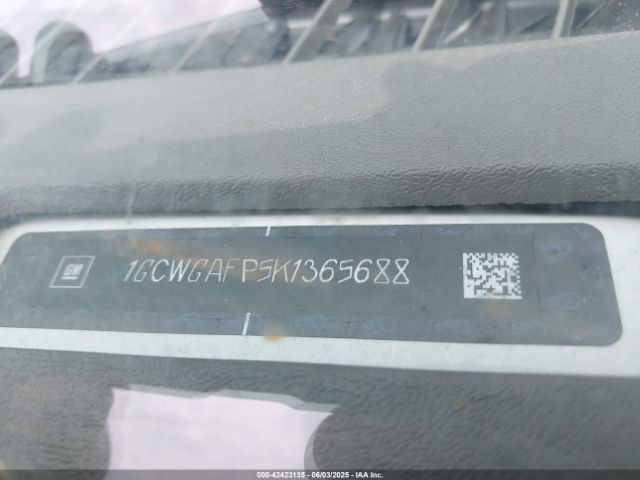 GM 1GCWGAFP5K1365688
000-42423135 - 06/03/2025 - IAA Inc.